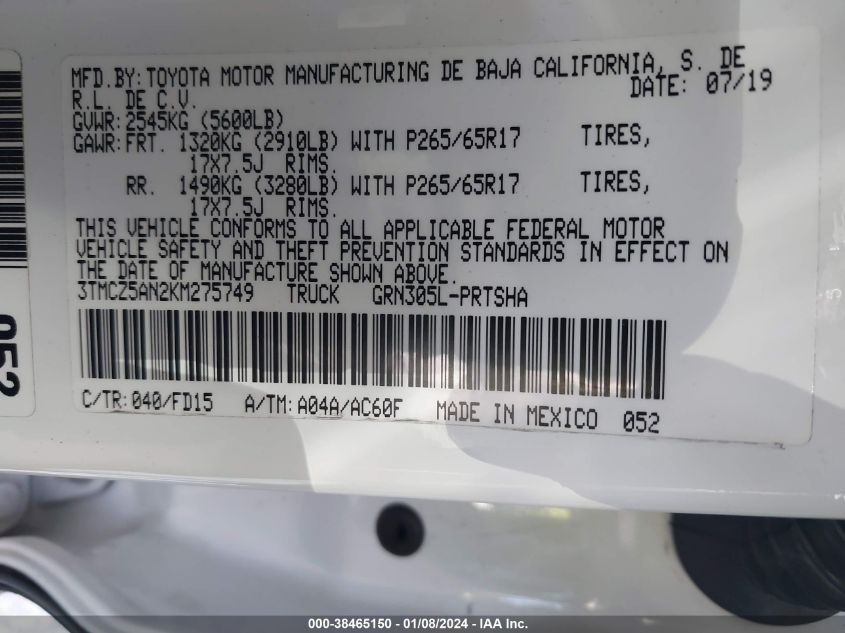 MFD.BY:TOYOTA MOTOR MANUFACTURING DE BAJA CALIFORNIA, S. DE
R.L. DE C.V. DATE: 07/19
GVWR:2545KG (5600LB)
GAWR:FRT. 1320KG (2910LB) WITH P265/65R17 TIRES,
17X7.5J RIMS.
RR. 1490KG (3280LB) WITH P265/65R17 TIRES,
17X7.5J RIMS.
THIS VEHICLE CONFORMS TO ALL APPLICABLE FEDERAL MOTOR
VEHICLE SAFETY AND THEFT PREVENTION STANDARDS IN EFFECT ON
THE DATE OF MANUFACTURE SHOWN ABOVE.
3TMCZ5AN2KM275749 TRUCK GRN305L-PRTSHA
C/TR:040/FD15 A/TM:A04A/AC60F MADE IN MEXICO 052
052
000-38465150 | 01/08/2024 | IAA Inc.